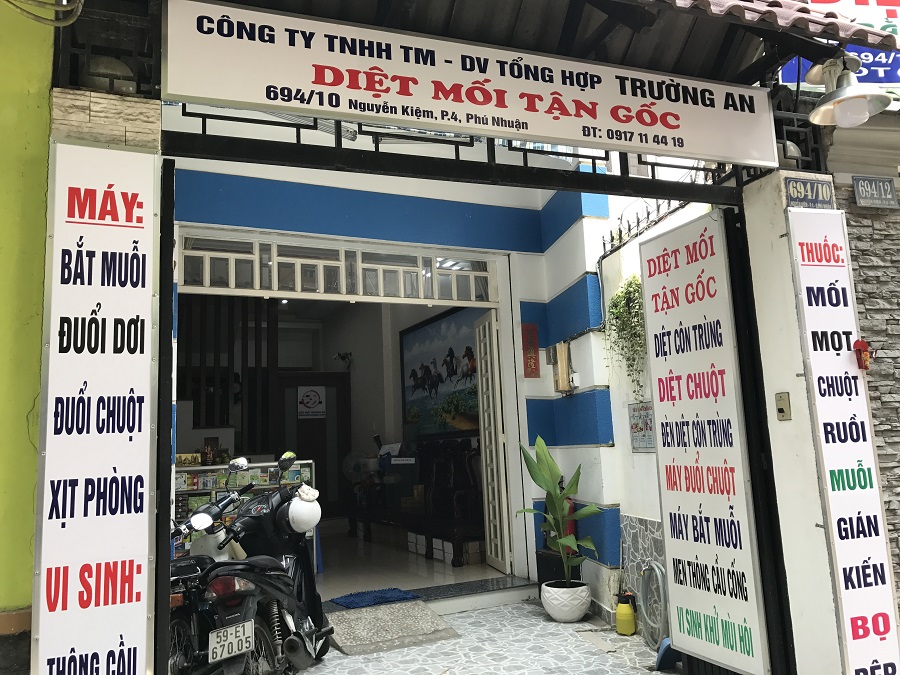 CÔNG TY TNHH TM - DV TỔNG HỢP TRƯỜNG AN
DIỆT MỐI TẬN GỐC
694/10 Nguyễn Kiệm, P.4, Phú Nhuận ĐT: 0917 11 44 19
MÁY:
BẮT MUỖI
ĐUỔI DƠI
ĐUỔI CHUỘT
XỊT PHÒNG
VI SINH:
THÔNG CẦU
DIỆT MỐI
TẬN GỐC
DIỆT CÔN TRÙNG
DIỆT CHUỘT
ĐÈN DIỆT CÔN TRÙNG
MÁY ĐUỔI CHUỘT
MÁY BẮT MUỖI
MEN THÔNG CẦU CỐNG
VI SINH KHỬ MÙI HÔI
694/10
694/12
THUỐC:
MỐI
MỌT
CHUỘT
RUỒI
MUỖI
GIÁN
KIẾN
BỌ
RỆP
59-E1
670.05